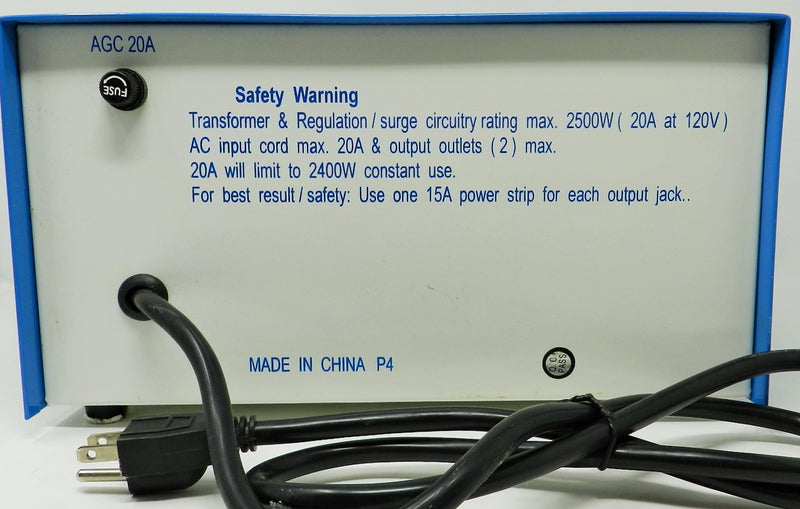 AGC 20A
FUSE
Safety Warning
Transformer & Regulation / surge circuitry rating max. 2500W ( 20A at 120V )
AC input cord max. 20A & output outlets ( 2 ) max.
20A will limit to 2400W constant use.
For best result / safety: Use one 15A power strip for each output jack..
MADE IN CHINA P4
PASS